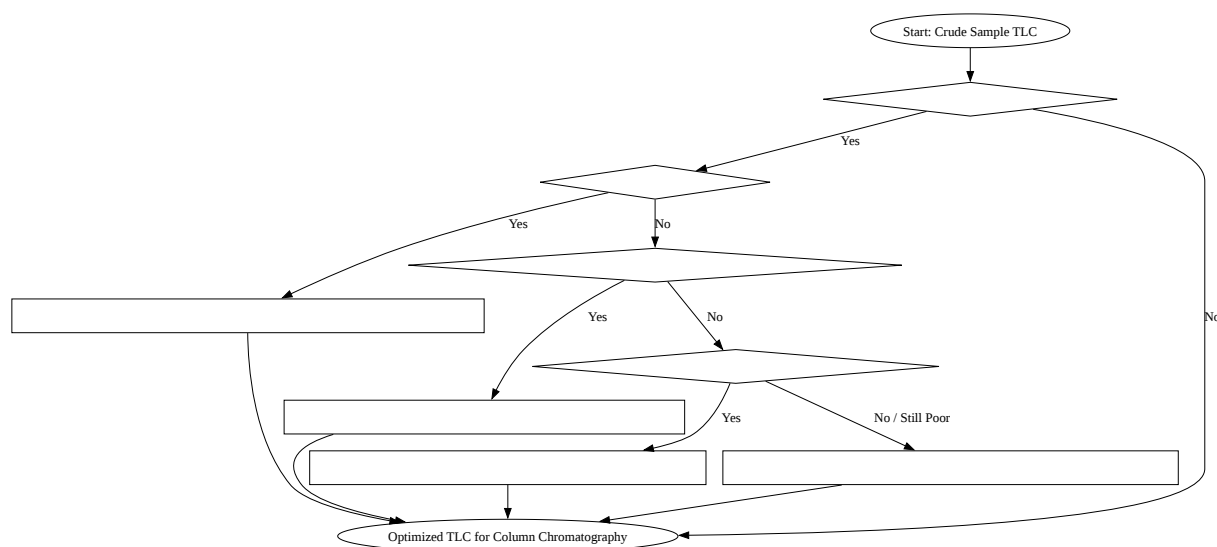 Start: Crude Sample TLC
Yes
Yes
No
Yes
No
No
Yes
No / Still Poor
Optimized TLC for Column Chromatography